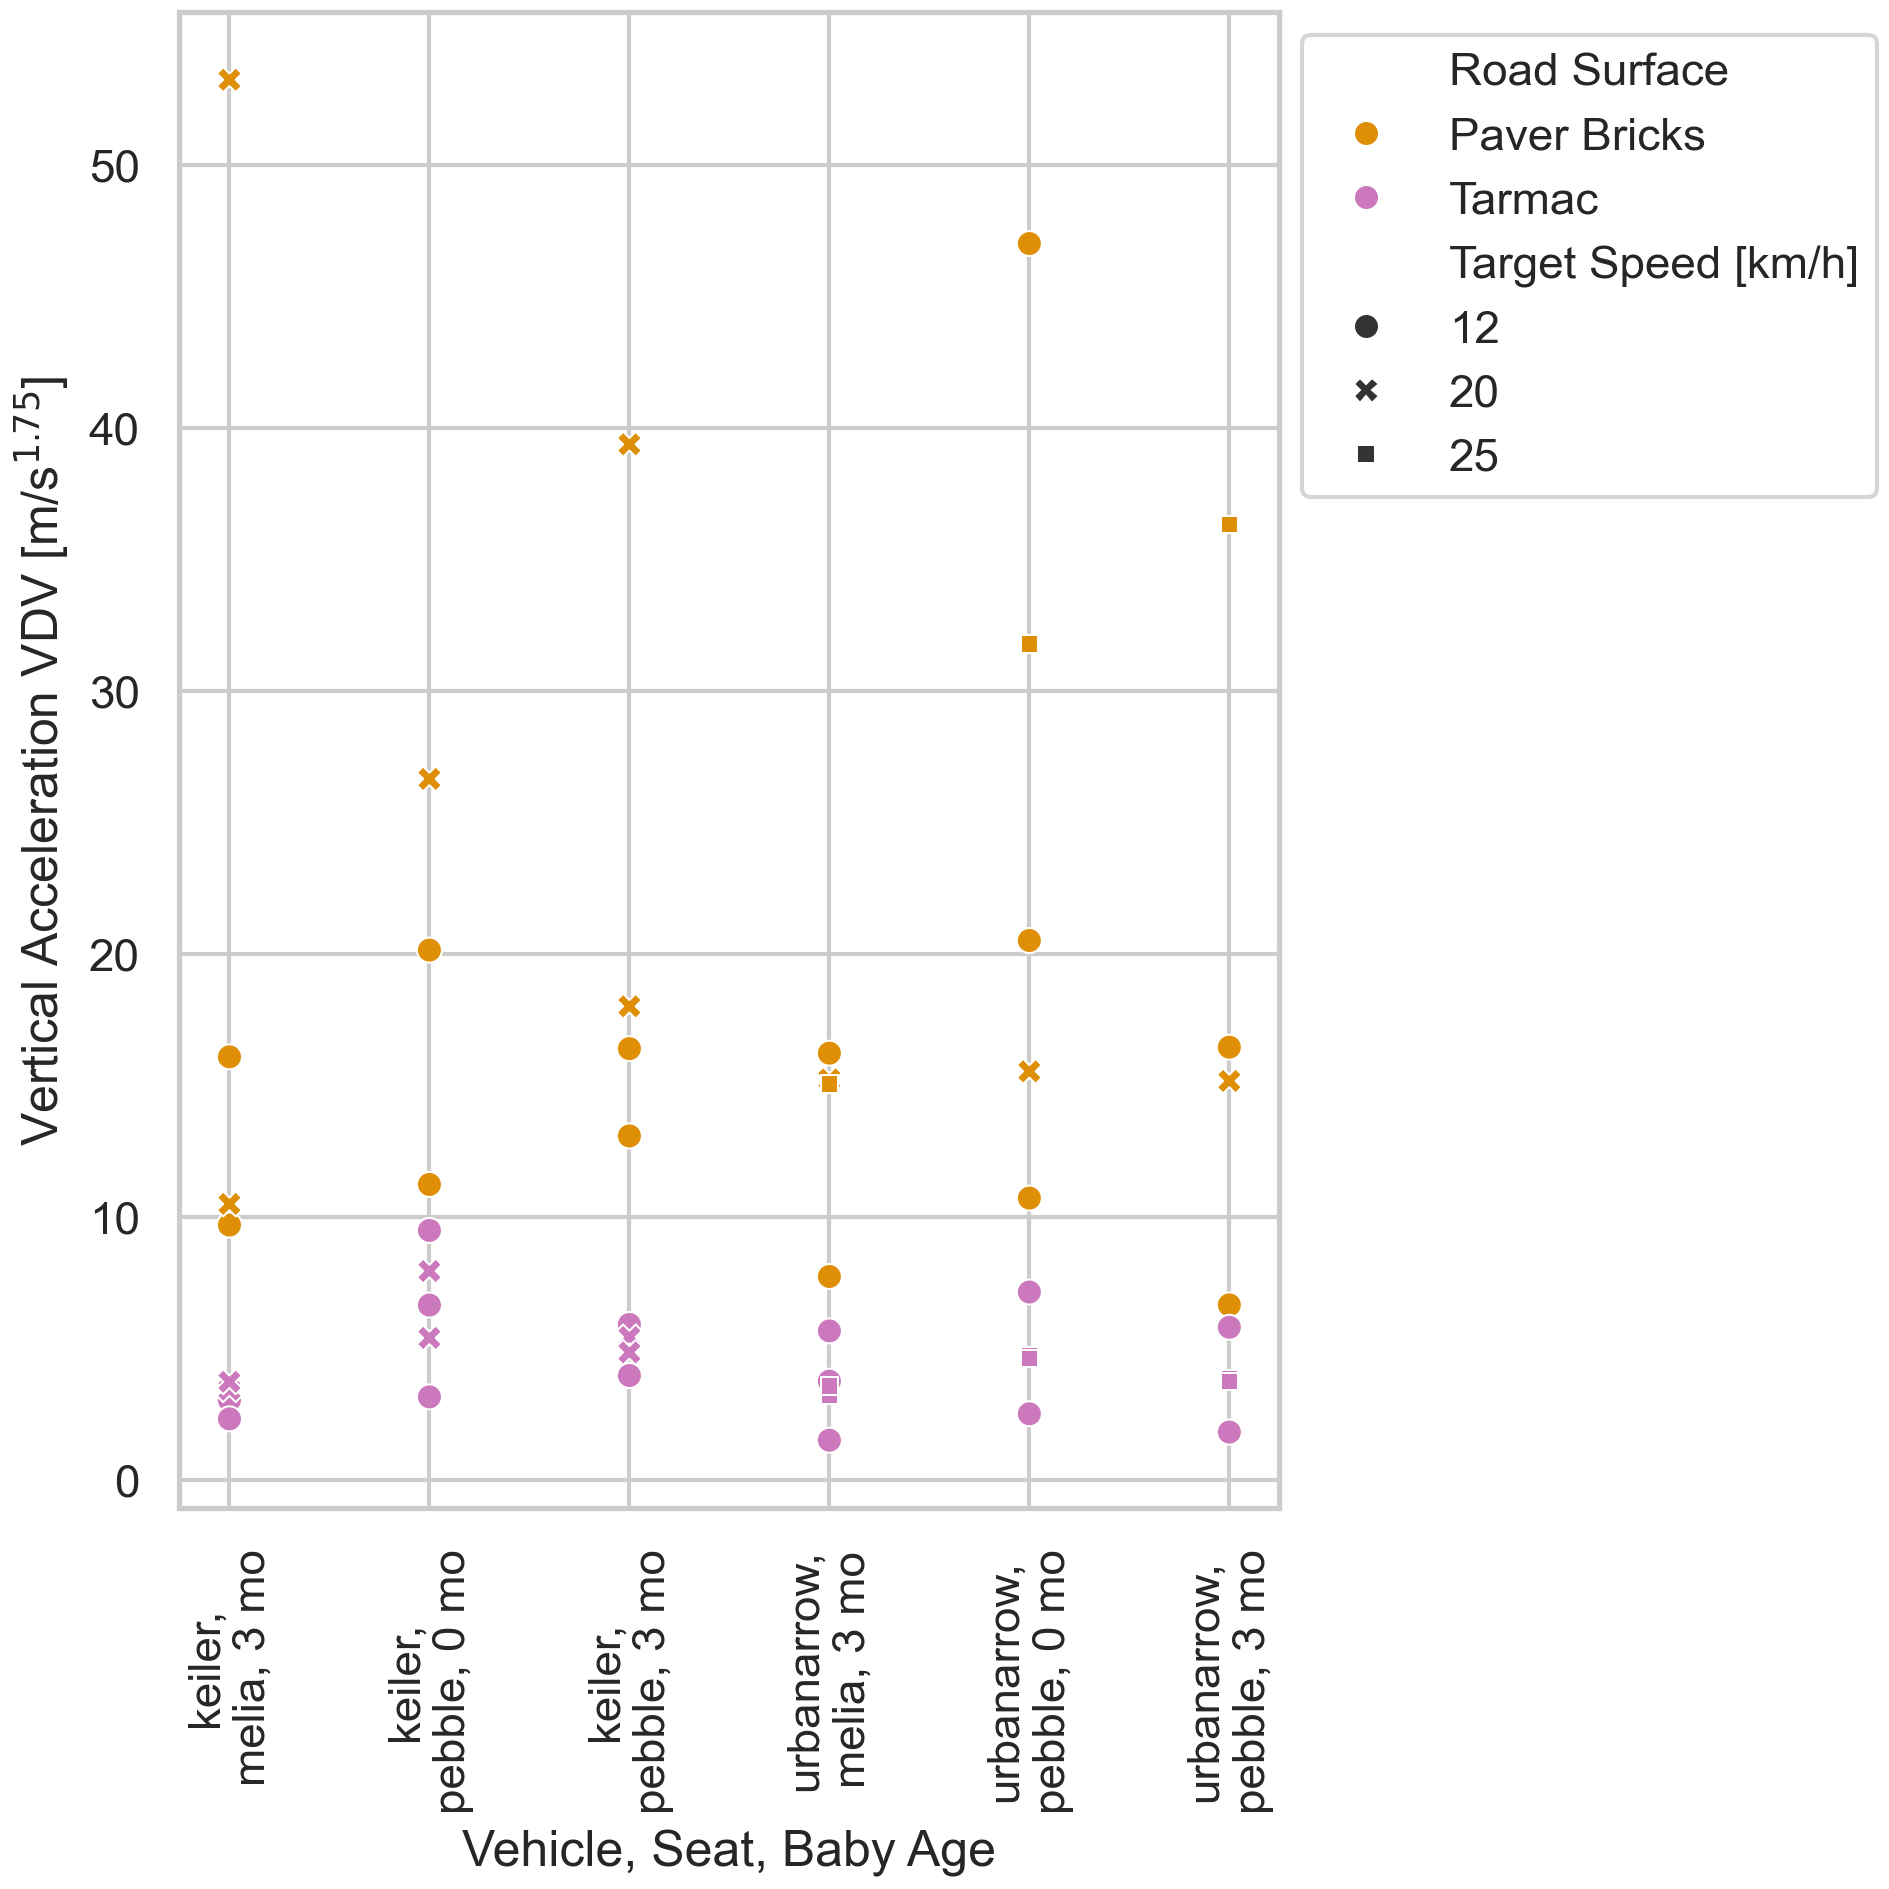 Vertical Acceleration VDV [m/s^1.75]
50
40
30
20
10
0
keiler,
melia, 3 mo
keiler,
pebble, 0 mo
keiler,
pebble, 3 mo
urbanarrow,
melia, 3 mo
urbanarrow,
pebble, 0 mo
urbanarrow,
pebble, 3 mo
Vehicle, Seat, Baby Age
Road Surface
Paver Bricks
Tarmac
Target Speed [km/h]
12
20
25